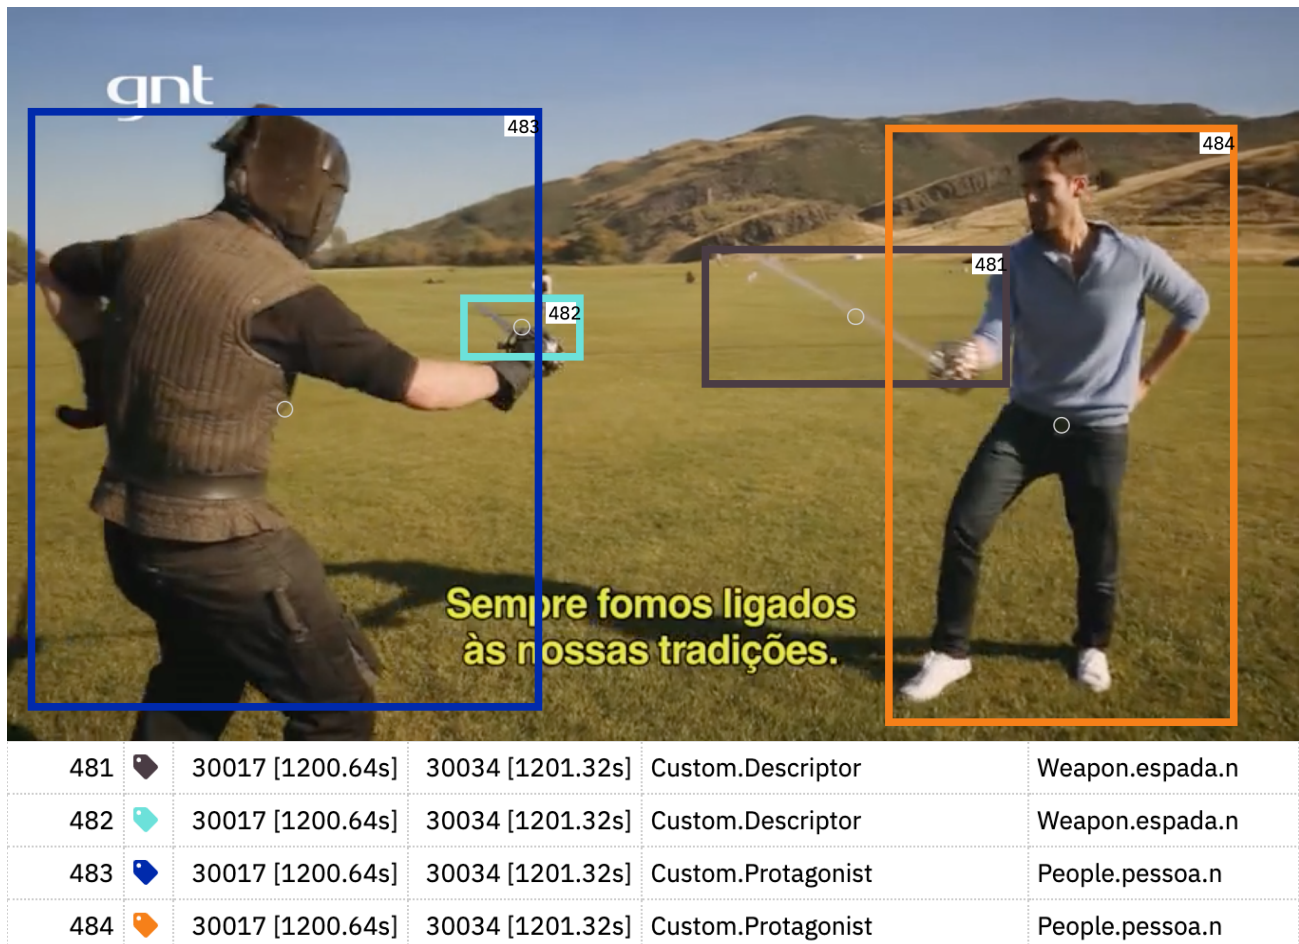 gnt
483
484
481
482
Sempre fomos ligados
às nossas tradições.
481 30017 [1200.64s] 30034 [1201.32s] Custom.Descriptor Weapon.espada.n
482 30017 [1200.64s] 30034 [1201.32s] Custom.Descriptor Weapon.espada.n
483 30017 [1200.64s] 30034 [1201.32s] Custom.Protagonist People.pessoa.n
484 30017 [1200.64s] 30034 [1201.32s] Custom.Protagonist People.pessoa.n